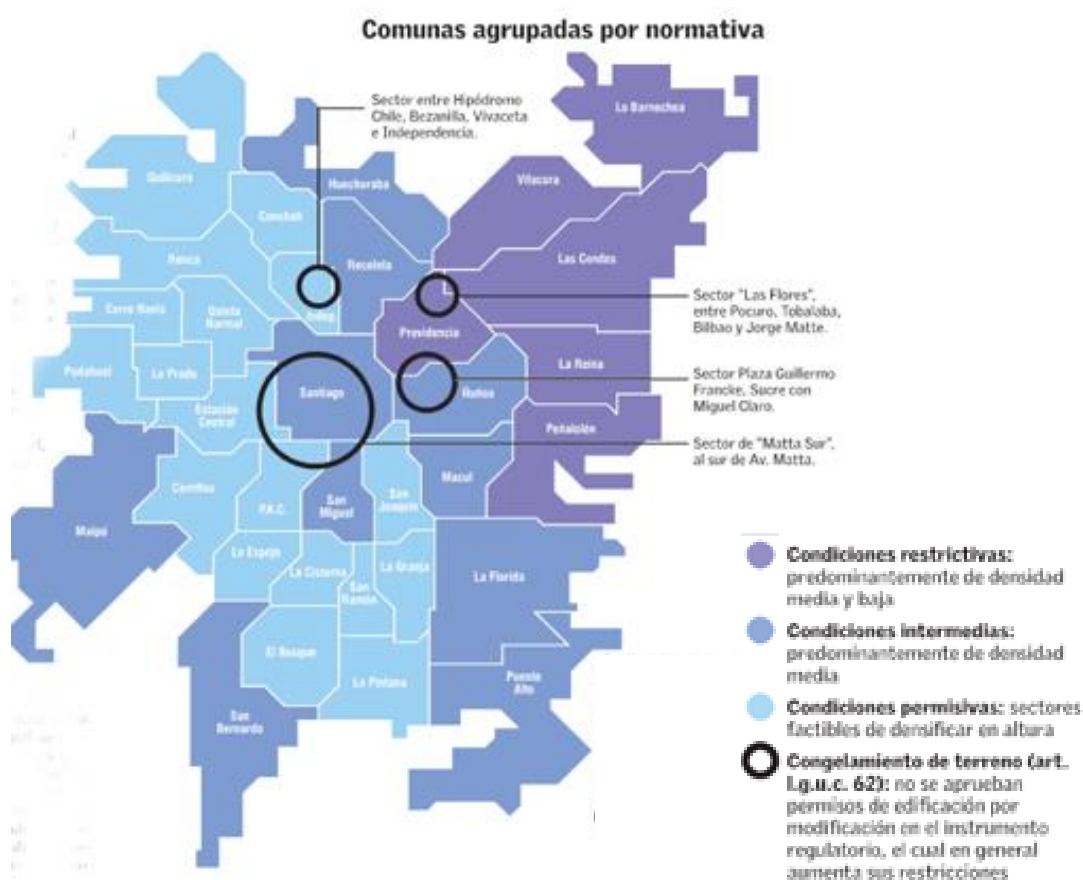 Comunas agrupadas por normativa
Sector entre Hipódromo
Chile, Bezanilla, Vivaceta
e Independencia.
La Barnechea
Quilicura
Vitacura
Huechuraba
Conchalí
Las Condes
Renca
Recoleta
Sector "Las Flores",
entre Pocuro, Tobalaba,
Bilbao y Jorge Matte.
Cerro Navia
Quinta
Normal
Indep.
Providencia
La Reina
Pudahuel
Lo Prado
Santiago
Ñuñoa
Sector Plaza Guillermo
Francke, Sucre con
Miguel Claro.
Estación
Central
Peñalolén
Sector de "Matta Sur",
al sur de Av. Matta.
Cerrillos
P.A.C.
San
Miguel
San
Joaquín
Macul
Maipú
Lo Espejo
La Cisterna
San
Ramón
La Granja
La Florida
El Bosque
La Pintana
Puente
Alto
San
Bernardo
Condiciones restrictivas:
predominantemente de densidad
media y baja
Condiciones intermedias:
predominantemente de densidad
media
Condiciones permisivas: sectores
factibles de densificar en altura
Congelamiento de terreno (art.
l.g.u.c. 62): no se aprueban
permisos de edificación por
modificación en el instrumento
regulatorio, el cual en general
aumenta sus restricciones